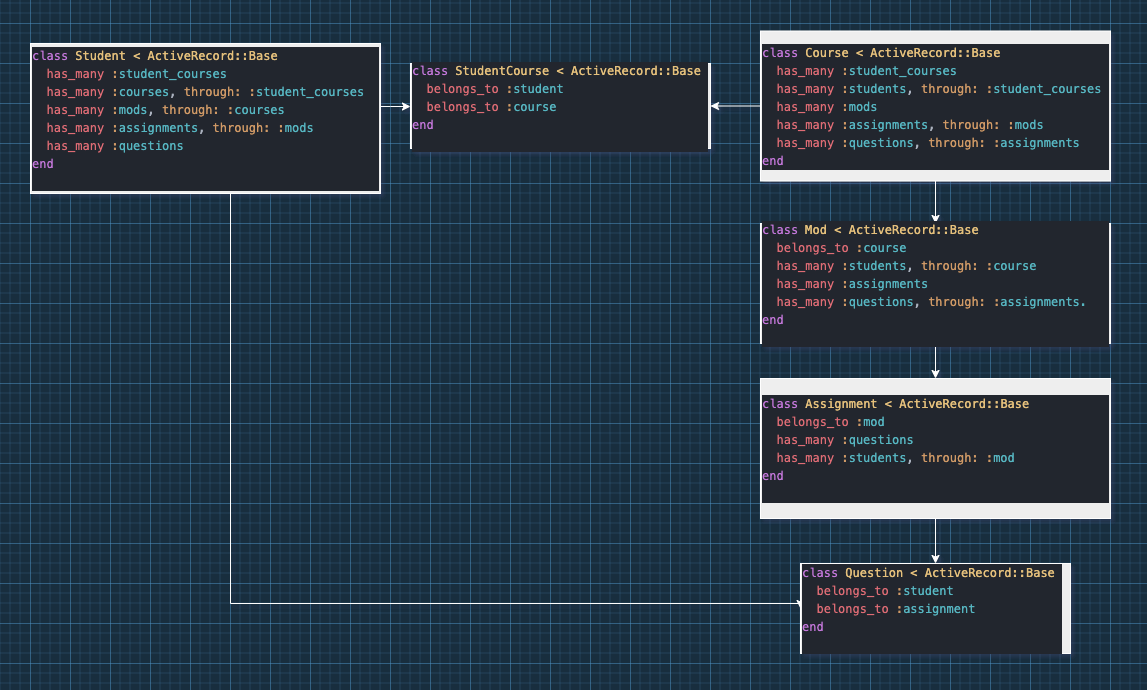 class Student < ActiveRecord::Base
  has_many :student_courses
  has_many :courses, through: :student_courses
  has_many :mods, through: :courses
  has_many :assignments, through: :mods
  has_many :questions
end
class StudentCourse < ActiveRecord::Base
  belongs_to :student
  belongs_to :course
end
class Course < ActiveRecord::Base
  has_many :student_courses
  has_many :students, through: :student_courses
  has_many :mods
  has_many :assignments, through: :mods
  has_many :questions, through: :assignments
end
class Mod < ActiveRecord::Base
  belongs_to :course
  has_many :students, through: :course
  has_many :assignments
  has_many :questions, through: :assignments.
end
class Assignment < ActiveRecord::Base
  belongs_to :mod
  has_many :questions
  has_many :students, through: :mod
end
class Question < ActiveRecord::Base
  belongs_to :student
  belongs_to :assignment
end